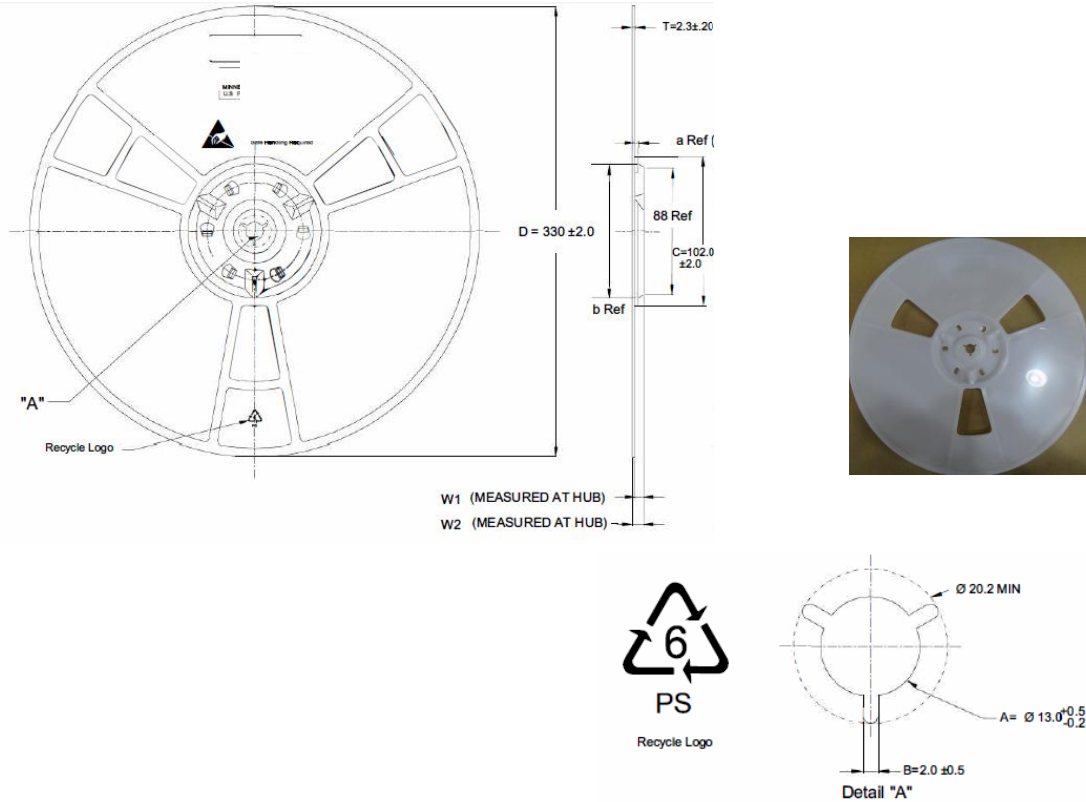 T=2.3±.20
MINNE
U.S
a Ref (
D = 330 ±2.0
88 Ref
C=102.0
±2.0
b Ref
"A"
Recycle Logo
W1 (MEASURED AT HUB)
W2 (MEASURED AT HUB)
6
PS
Recycle Logo
Ø 20.2 MIN
A= Ø 13.0 +0.5
-0.2
B=2.0 ±0.5
Detail "A"